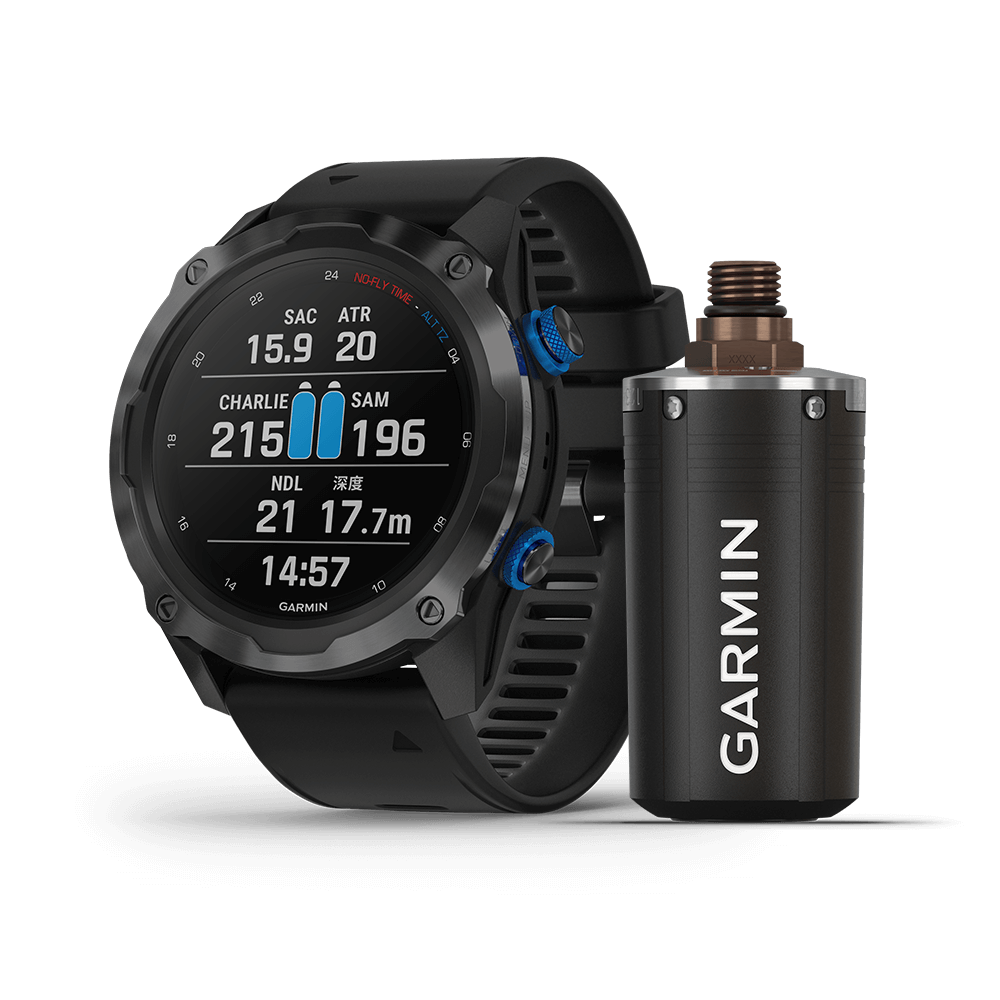 24
NO-FLY TIME - ALT TZ
22
04
20
06
18
08
16
10
14
SAC ATR
15.9 20
CHARLIE SAM
215 196
NDL 深度
21 17.7m
14:57
GARMIN
XXXX
GARMIN